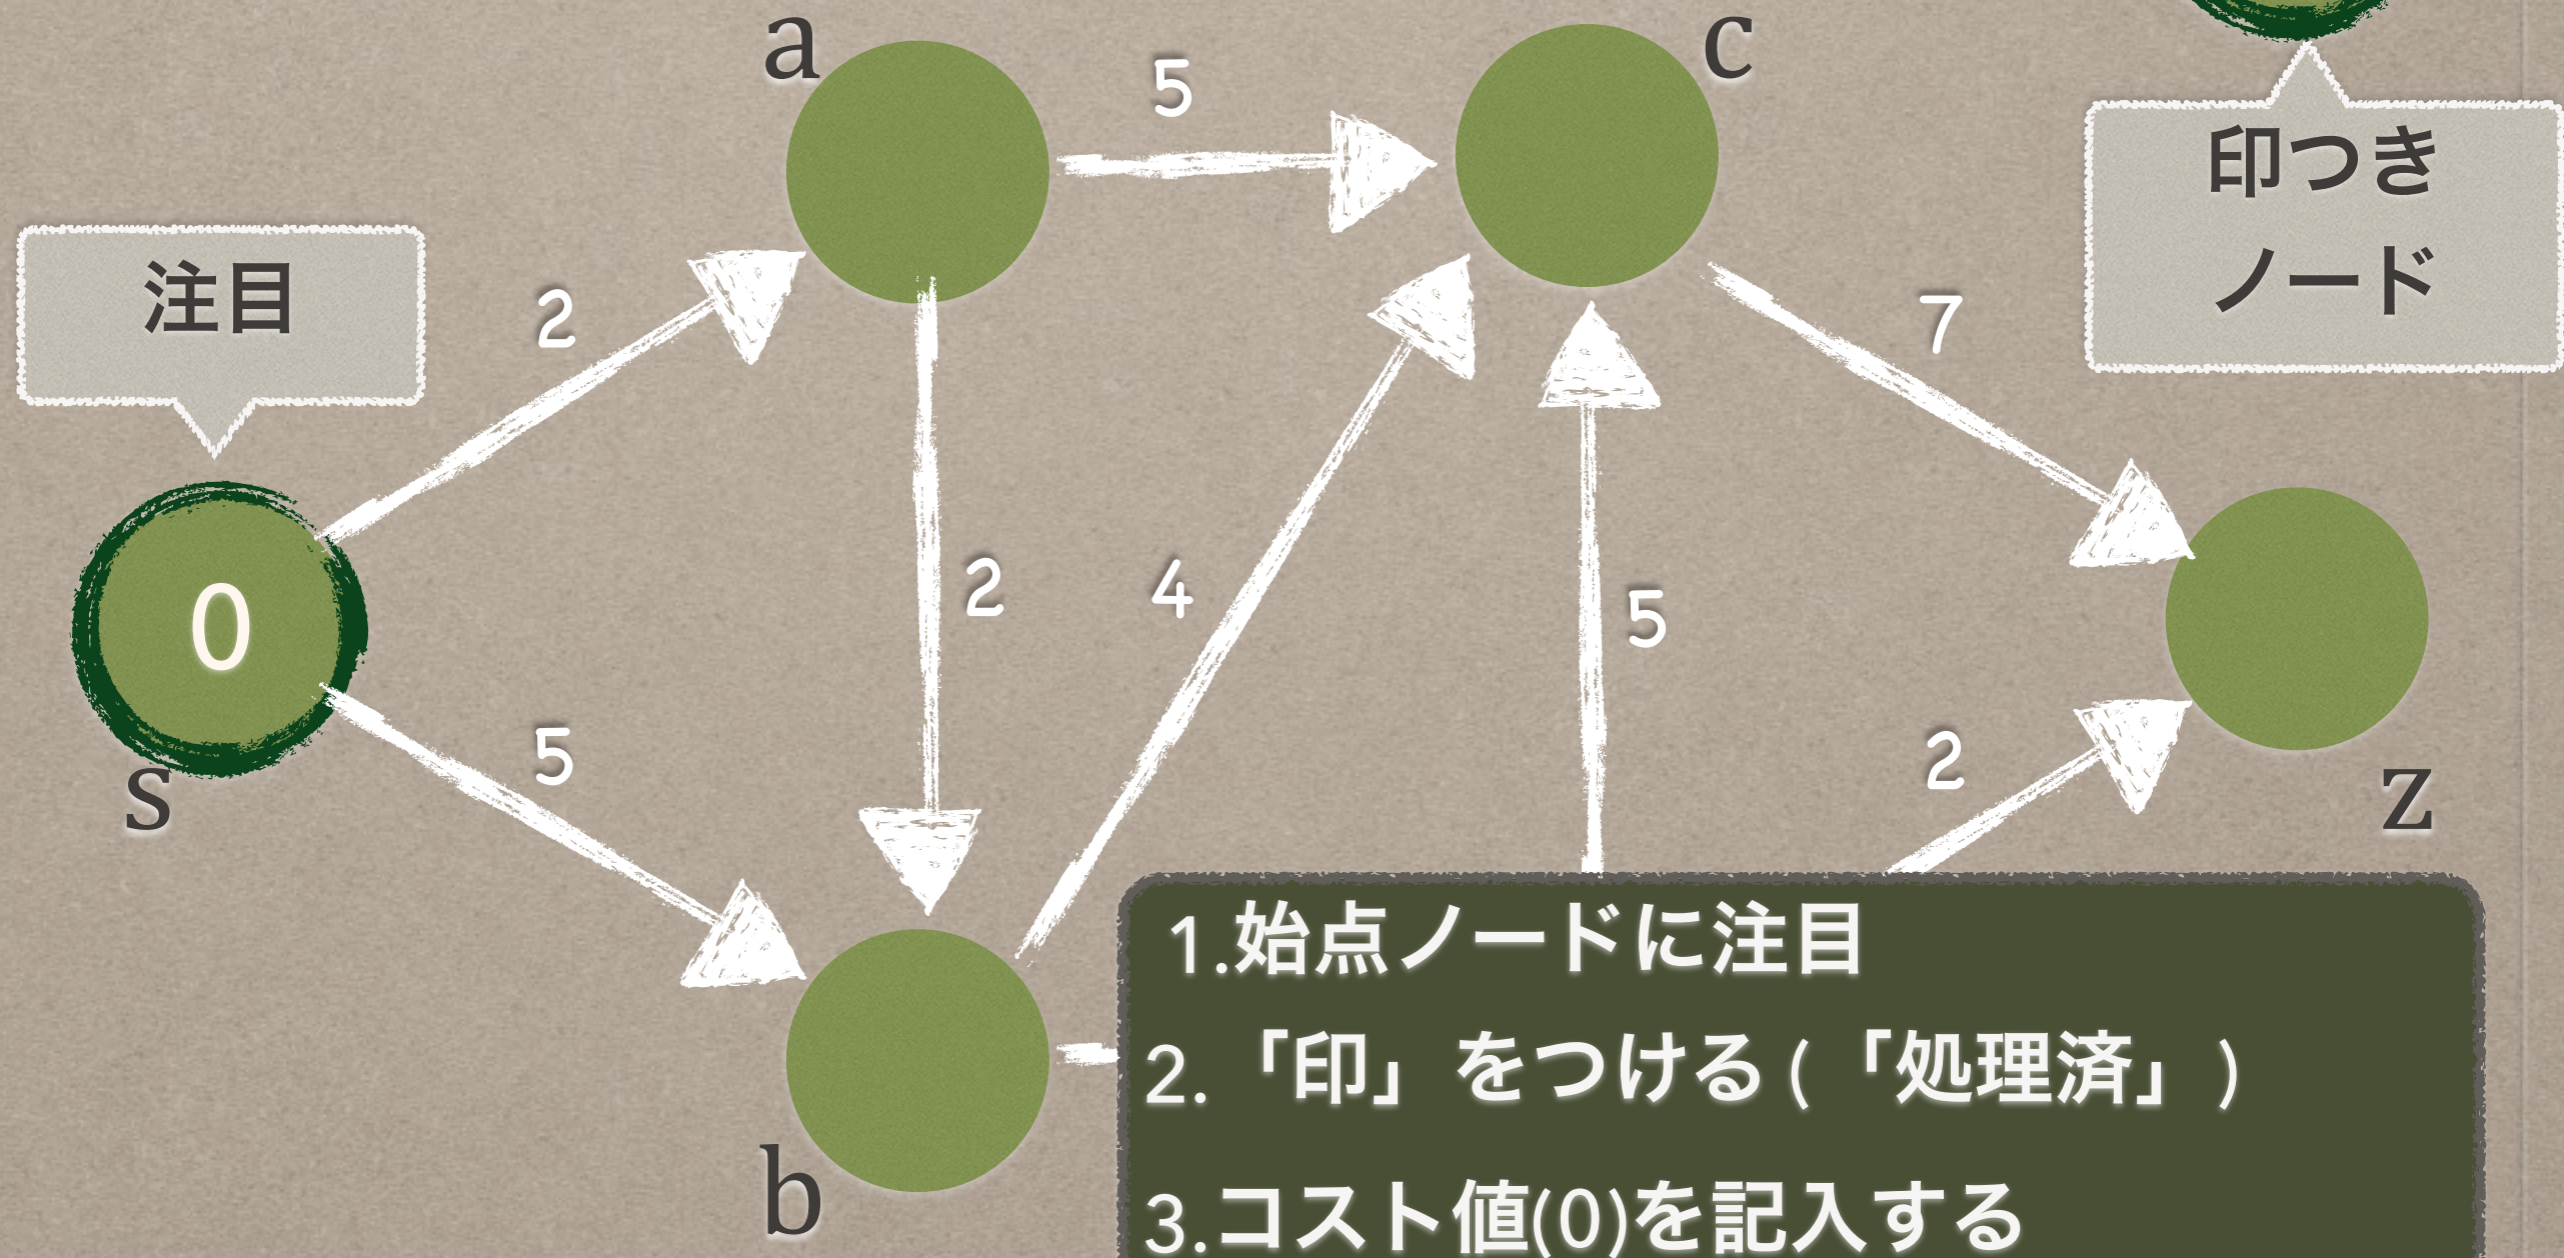 a
c
5
印つき
ノード
注目
2
7
0
2
4
5
s
5
2
z
1.始点ノードに注目
2.「印」をつける(「処理済」)
b
3.コスト値(0)を記入する